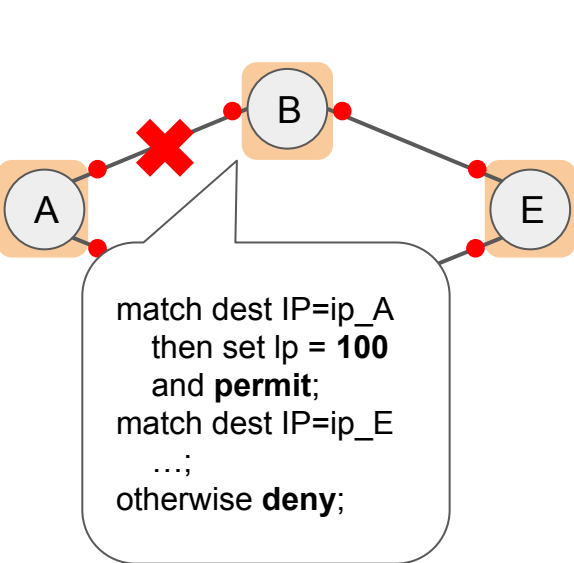 B
A
E
match dest IP=ip_A
then set lp = 100
and permit;
match dest IP=ip_E
…;
otherwise deny;